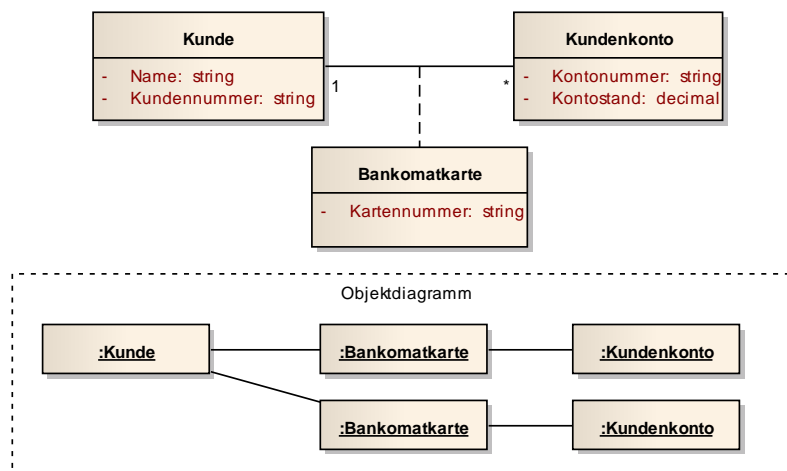 Kunde
- Name: string
- Kundennummer: string
1
*
Kundenkonto
- Kontonummer: string
- Kontostand: decimal
Bankomatkarte
- Kartennummer: string
Objektdiagramm
:Kunde
:Bankomatkarte
:Kundenkonto
:Bankomatkarte
:Kundenkonto